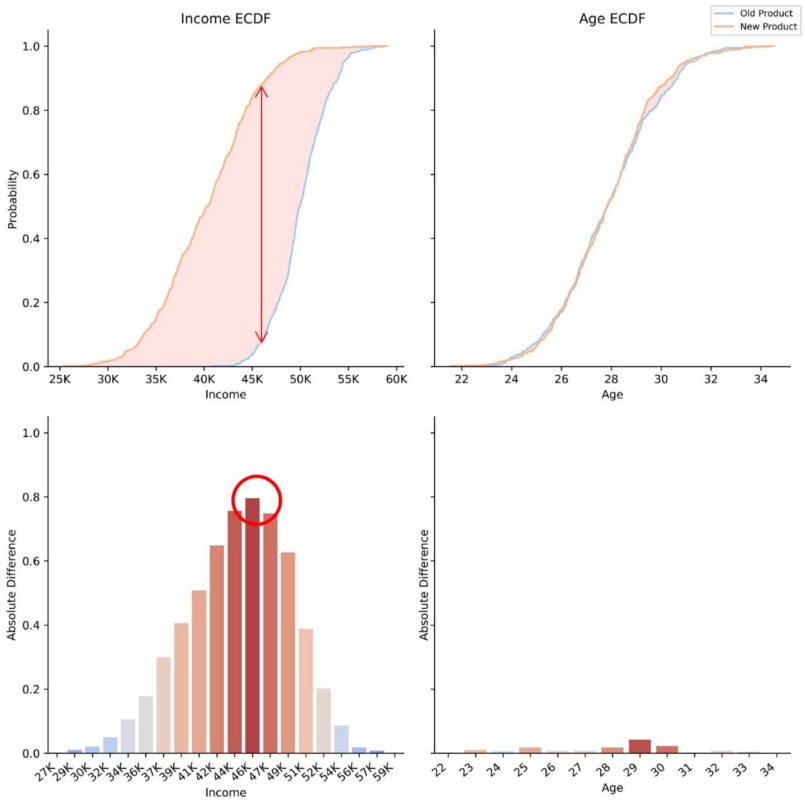 Income ECDF
Age ECDF
Old Product
New Product
Probability
1.0
0.8
0.6
0.4
0.2
0.0
25K 30K 35K 40K 45K 50K 55K 60K
Income
22 24 26 28 30 32 34
Age
Absolute Difference
1.0
0.8
0.6
0.4
0.2
0.0
27K 29K 30K 32K 34K 36K 37K 39K 41K 42K 44K 46K 47K 49K 51K 52K 54K 56K 57K 59K
Income
Absolute Difference
22 23 24 25 26 27 28 29 30 31 32 33 34
Age